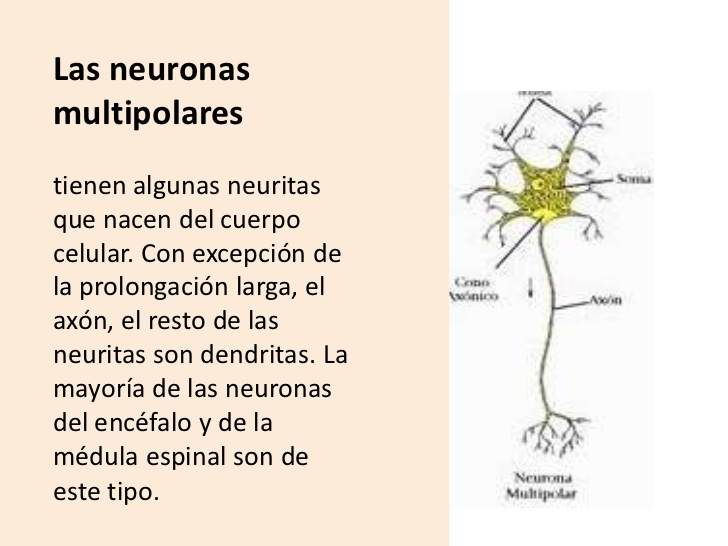 Las neuronas
multipolares
tienen algunas neuritas
que nacen del cuerpo
celular. Con excepción de
la prolongación larga, el
axón, el resto de las
neuritas son dendritas. La
mayoría de las neuronas
del encéfalo y de la
médula espinal son de
este tipo.
Soma
Cono
Axónico
Axón
Neurona
Multipolar